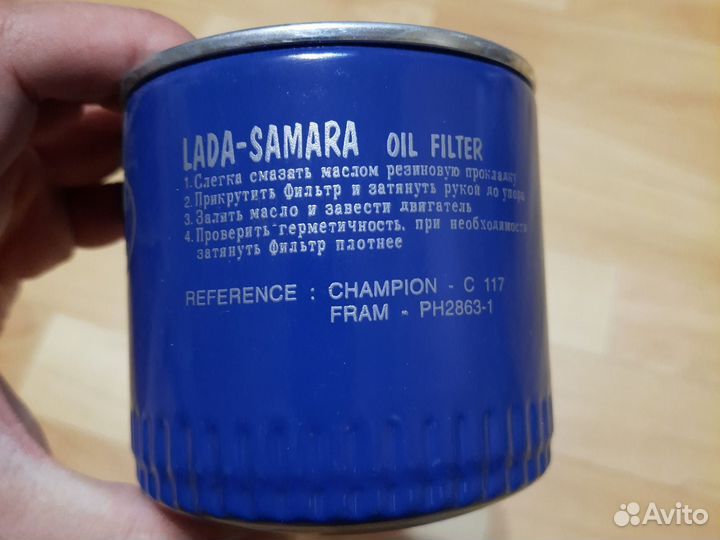 LADA-SAMARA OIL FILTER
1. Слегка смазать маслом резиновую прокладку
2. Прикрутить фильтр и затянуть рукой до упора
3. Залить масло и завести двигатель
4. Проверить герметичность, при необходимости
затянуть фильтр плотнее
REFERENCE : CHAMPION - C 117
FRAM - PH2863-1
Avito